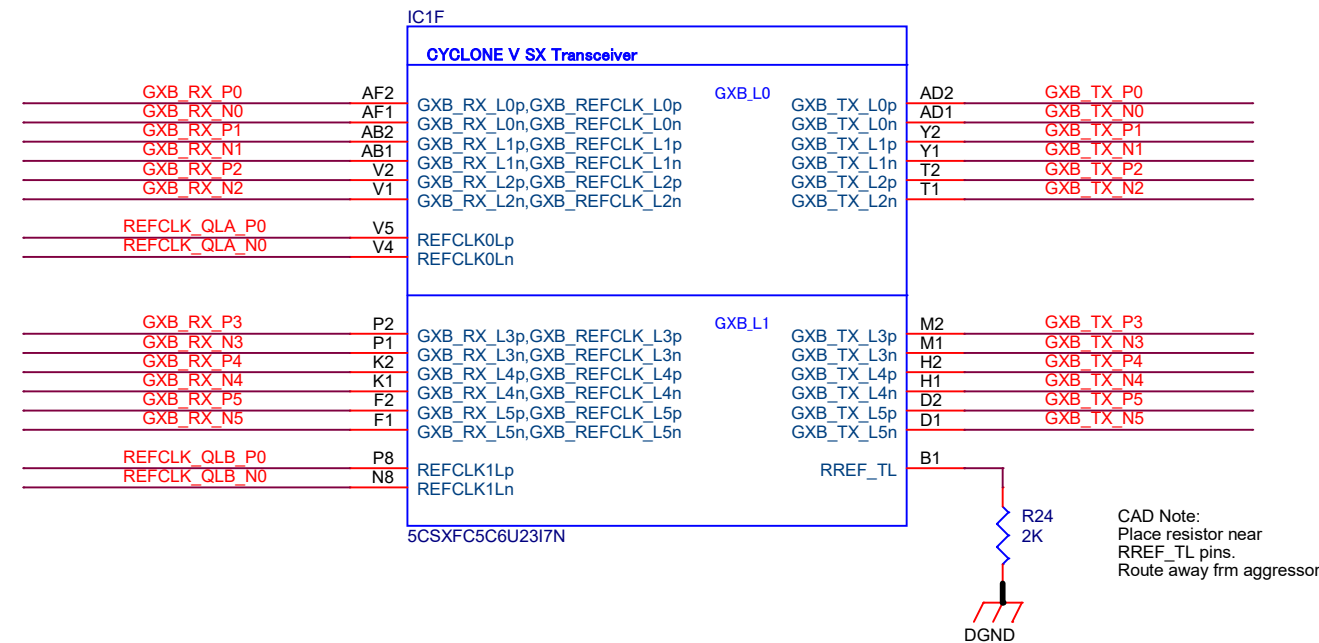 IC1F
CYCLONE V SX Transceiver
GXB_RX_P0 AF2 GXB_RX_L0p,GXB_REFCLK_L0p GXB_L0 GXB_TX_L0p AD2 GXB_TX_P0
GXB_RX_N0 AF1 GXB_RX_L0n,GXB_REFCLK_L0n GXB_TX_L0n AD1 GXB_TX_N0
GXB_RX_P1 AB2 GXB_RX_L1p,GXB_REFCLK_L1p GXB_TX_L1p Y2 GXB_TX_P1
GXB_RX_N1 AB1 GXB_RX_L1n,GXB_REFCLK_L1n GXB_TX_L1n Y1 GXB_TX_N1
GXB_RX_P2 V2 GXB_RX_L2p,GXB_REFCLK_L2p GXB_TX_L2p T2 GXB_TX_P2
GXB_RX_N2 V1 GXB_RX_L2n,GXB_REFCLK_L2n GXB_TX_L2n T1 GXB_TX_N2
REFCLK_QLA_P0 V5 REFCLK0Lp
REFCLK_QLA_N0 V4 REFCLK0Ln
GXB_RX_P3 P2 GXB_RX_L3p,GXB_REFCLK_L3p GXB_L1 GXB_TX_L3p M2 GXB_TX_P3
GXB_RX_N3 P1 GXB_RX_L3n,GXB_REFCLK_L3n GXB_TX_L3n M1 GXB_TX_N3
GXB_RX_P4 K2 GXB_RX_L4p,GXB_REFCLK_L4p GXB_TX_L4p H2 GXB_TX_P4
GXB_RX_N4 K1 GXB_RX_L4n,GXB_REFCLK_L4n GXB_TX_L4n H1 GXB_TX_N4
GXB_RX_P5 F2 GXB_RX_L5p,GXB_REFCLK_L5p GXB_TX_L5p D2 GXB_TX_P5
GXB_RX_N5 F1 GXB_RX_L5n,GXB_REFCLK_L5n GXB_TX_L5n D1 GXB_TX_N5
REFCLK_QLB_P0 P8 REFCLK1Lp RREF_TL B1
REFCLK_QLB_N0 N8 REFCLK1Ln
5CSXFC5C6U23I7N
R24
2K
CAD Note:
Place resistor near
RREF_TL pins.
Route away frm aggressor
DGND